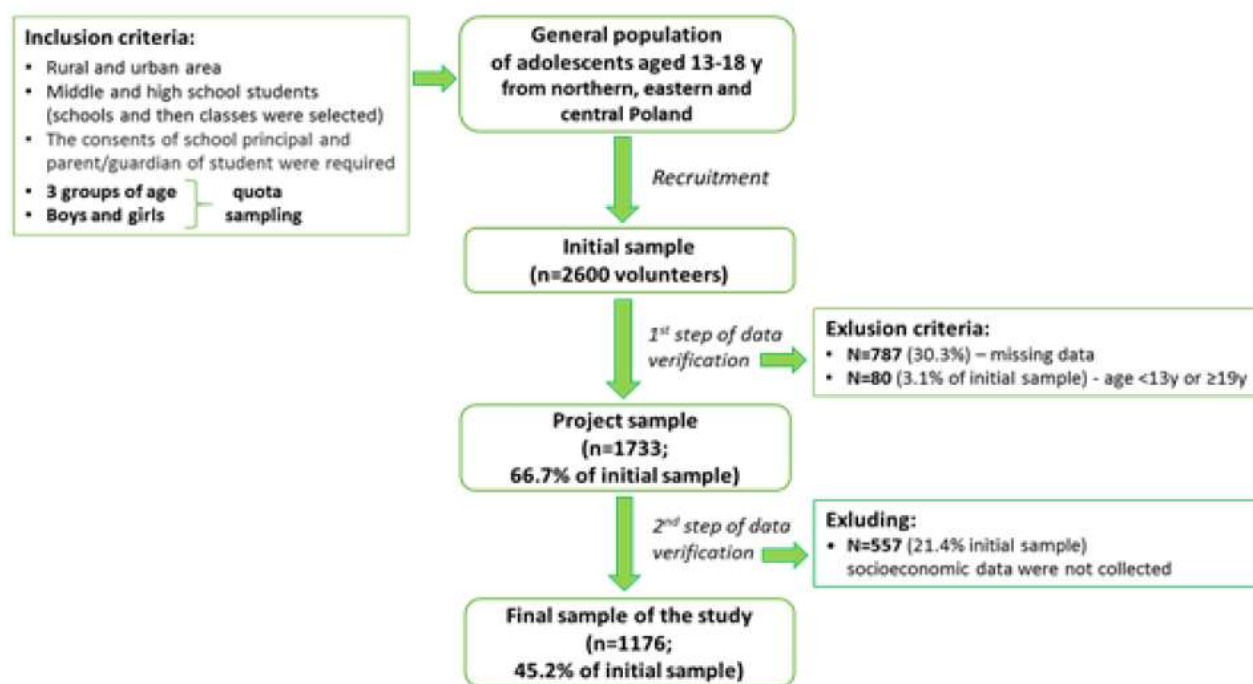 Inclusion criteria:
• Rural and urban area
• Middle and high school students
(schools and then classes were selected)
• The consents of school principal and
parent/guardian of student were required
• 3 groups of age
• Boys and girls
quota
sampling
General population
of adolescents aged 13-18 y
from northern, eastern and
central Poland
Recruitment
Initial sample
(n=2600 volunteers)
1st step of data
verification
Exlusion criteria:
• N=787 (30.3%) – missing data
• N=80 (3.1% of initial sample) - age <13y or ≥19y
Project sample
(n=1733;
66.7% of initial sample)
2nd step of data
verification
Exluding:
• N=557 (21.4% initial sample)
socioeconomic data were not collected
Final sample of the study
(n=1176;
45.2% of initial sample)